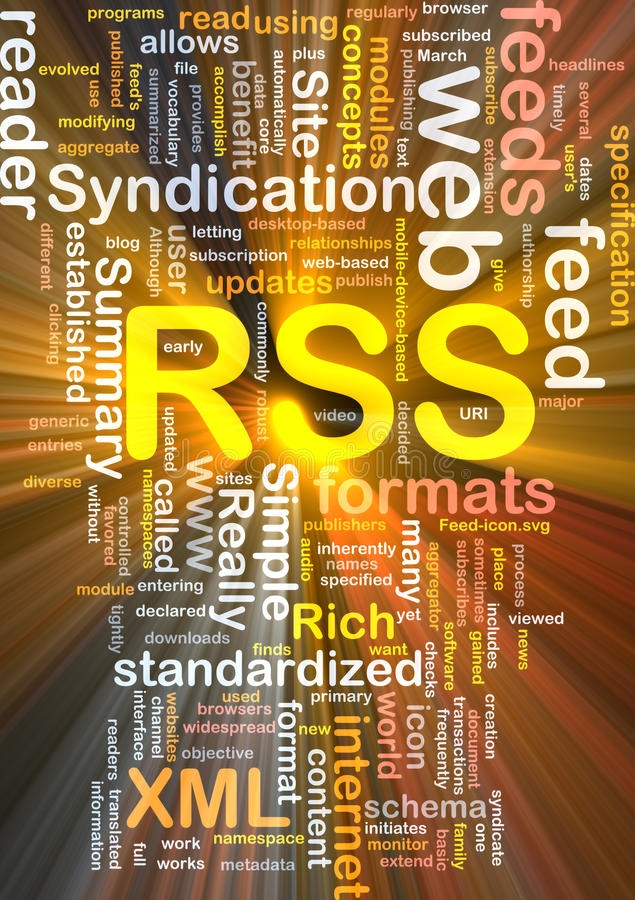 programs
read using
regularly
browser
allows
plus
concepts
modules
subscribed
March
feeds
headlines
reader
evolved
use
published
feed's
file
summarized
vocabulary
provides
accomplish
benefit
data
core
automatically
Site
text
publishing
subscribe
extension
timely
several
user's
dates
specification
modifying
aggregate
Web
Syndication
desktop-based
relationships
web-based
publish
mobile-device-based
give
authorship
feed
different
established
blog
Although
user
letting
subscription
updates
clicking
Summary
RSS
early
commonly
robust
video
decided
URI
major
generic
entries
diverse
without
favored
controlled
namespaces
updated
called
www
sites
Really
Simple
formats
publishers
Feed-icon.svg
audio
inherently
names
specified
many
aggregator
subscribes
sometimes
place
process
module
entering
tightly
declared
Rich
yet
software
gained
includes
viewed
news
downloads
finds
want
standardized
checks
used
primary
browsers
widespread
new
icon
frequently
transactions
documents
function
creation
readers
interface
channel
websites
objective
format
internet
world
information
translated
XML
content
schema
syndicate
full
work
works
namespace
metadata
initiates
monitor
extend
basic
family
one
dreamstime